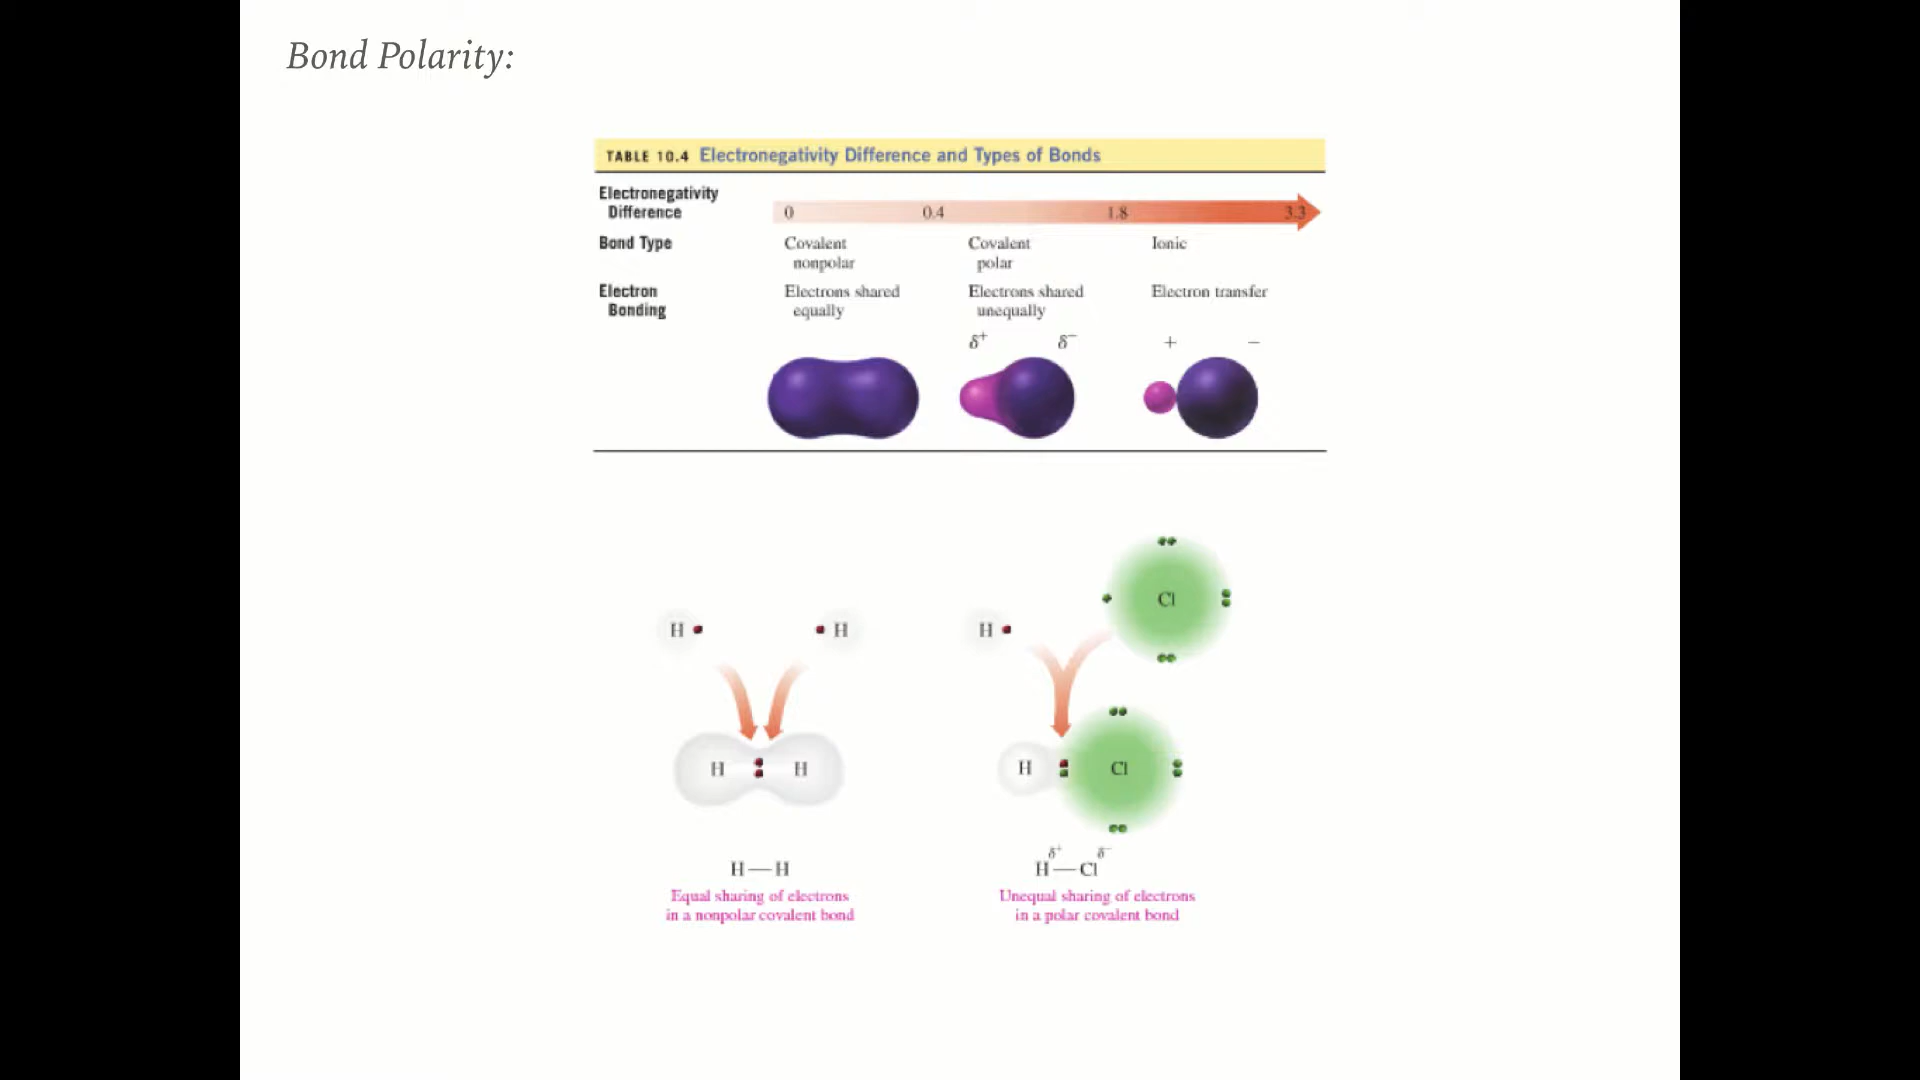 Bond Polarity:
TABLE 10.4 Electronegativity Difference and Types of Bonds
Electronegativity
Difference
0 0.4 1.8 3.3
Bond Type
Covalent
nonpolar
Covalent
polar
Ionic
Electron
Bonding
Electrons shared
equally
Electrons shared
unequally
Electron transfer
δ+ δ−
+ −
H H
H Cl
H H
H Cl
H—H
Equal sharing of electrons
in a nonpolar covalent bond
δ+ δ−
H—Cl
Unequal sharing of electrons
in a polar covalent bond